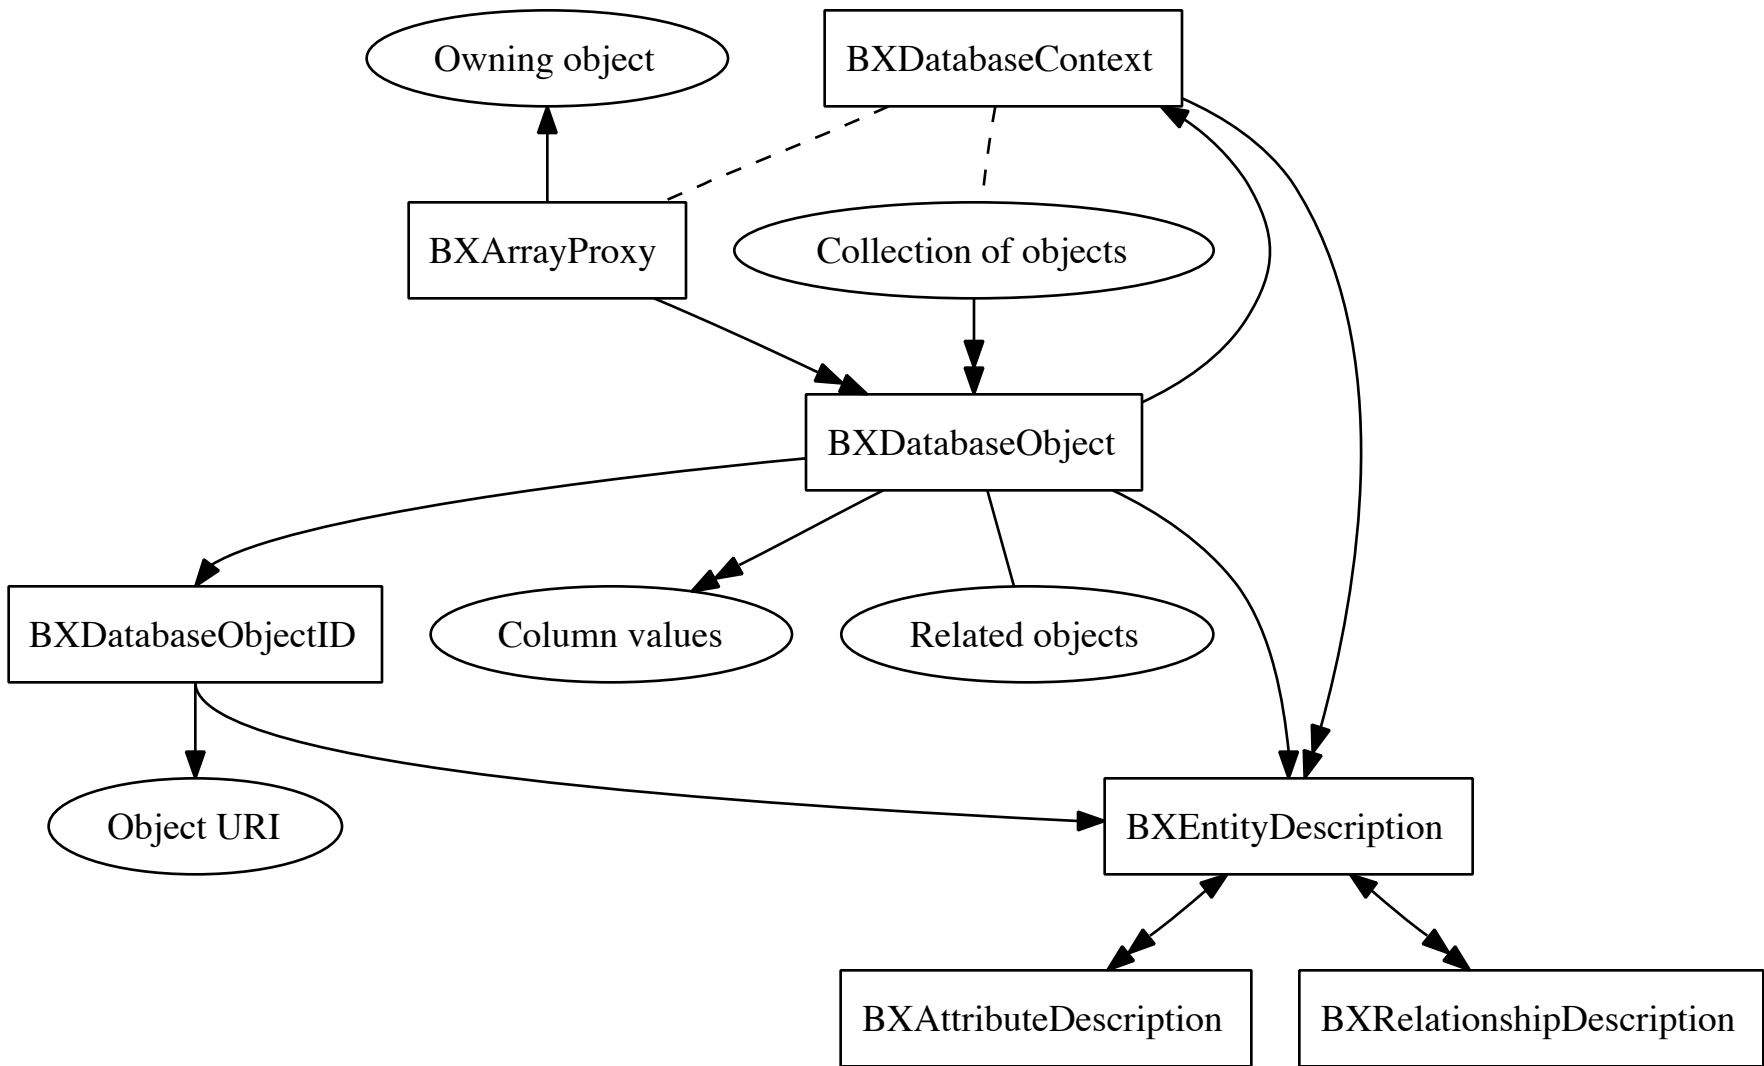 Owning object
BXDatabaseContext
BXArrayProxy
Collection of objects
BXDatabaseObject
BXDatabaseObjectID
Column values
Related objects
Object URI
BXEntityDescription
BXAttributeDescription
BXRelationshipDescription